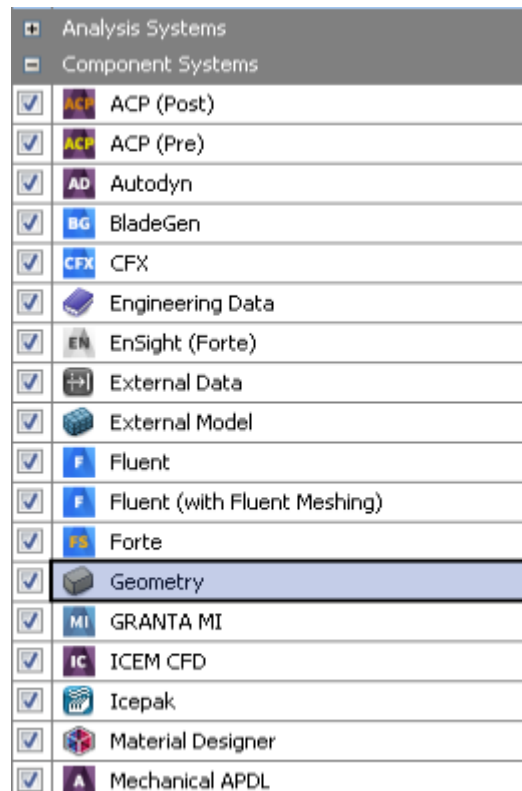 Analysis Systems
Component Systems
ACP ACP (Post)
ACP ACP (Pre)
AD Autodyn
BG BladeGen
CFX CFX
Engineering Data
EN EnSight (Forte)
External Data
External Model
F Fluent
F Fluent (with Fluent Meshing)
FS Forte
Geometry
MI GRANTA MI
IC ICEM CFD
Icepak
Material Designer
A Mechanical APDL